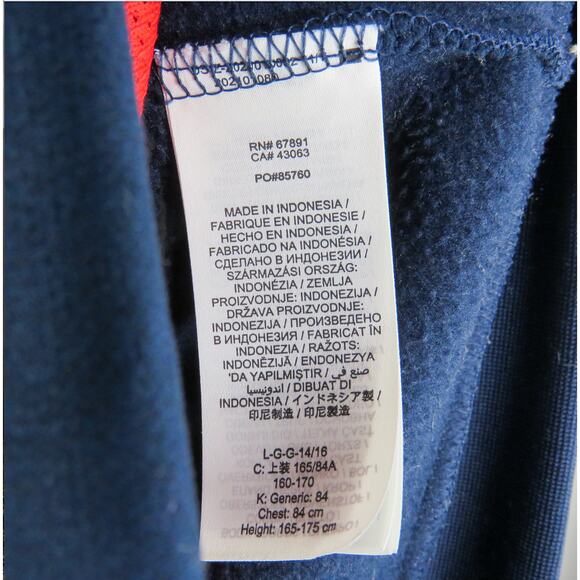 202101080
RN# 67891
CA# 43063
PO#85760
MADE IN INDONESIA /
FABRIQUE EN INDONESIE /
HECHO EN INDONESIA /
FABRICADO NA INDONÉSIA /
СДЕЛАНО В ИНДОНЕЗИИ /
SZÁRMAZÁSI ORSZÁG:
INDONÉZIA / ZEMLJA
PROIZVODNJE: INDONEZIJA /
DRŽAVA PROIZVODNJE:
INDONEZIJA / ПРОИЗВЕДЕНО
В ИНДОНЕЗИЯ / FABRICAT ÎN
INDONEZIA / RAŽOTS:
INDONĒZIJĀ / ENDONEZYA
'DA YAPILMIŞTIR / صنع في
اندونيسيا / DIBUAT DI
INDONESIA / インドネシア製 /
印尼制造 / 印尼製造
L-G-G-14/16
C: 上装 165/84A
160-170
K: Generic: 84
Chest: 84 cm
Height: 165-175 cm